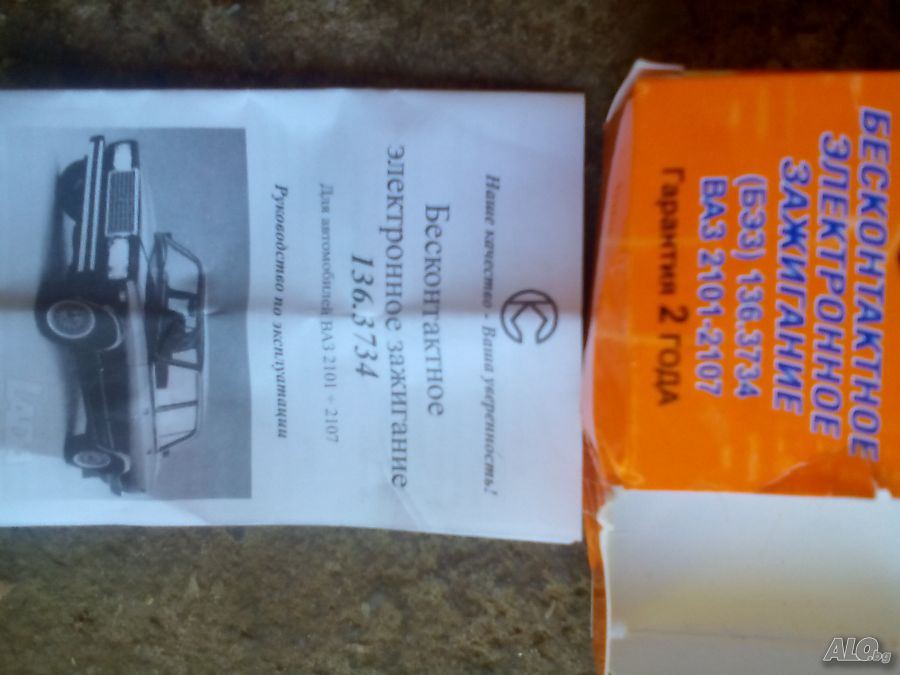 Наше качество - Ваша уверенность!
Бесконтактное
электронное зажигание
136.3734
Для автомобилей ВАЗ 2101 ÷ 2107
Руководство по эксплуатации
БЕСКОНТАКТНОЕ
ЭЛЕКТРОННОЕ
ЗАЖИГАНИЕ
(БЭЗ) 136.3734
ВАЗ 2101-2107
Гарантия 2 ГОДА
ALO.bg